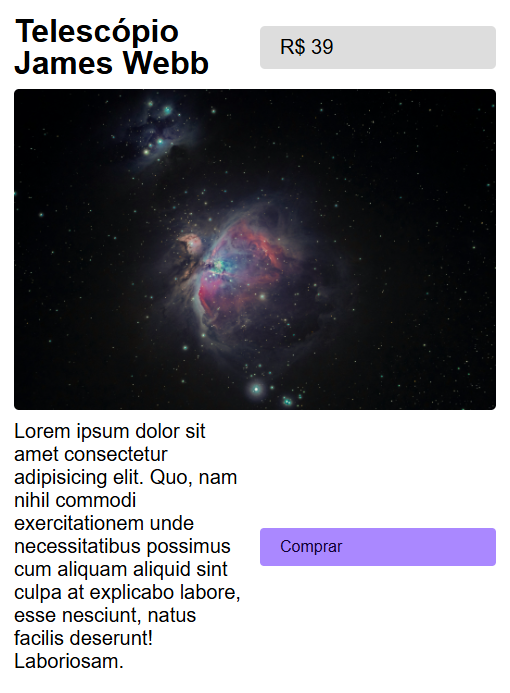 Telescópio
James Webb
R$ 39
Lorem ipsum dolor sit
amet consectetur
adipisicing elit. Quo, nam
nihil commodi
exercitationem unde
necessitatibus possimus
cum aliquam aliquid sint
culpa at explicabo labore,
esse nesciunt, natus
facilis deserunt!
Laboriosam.
Comprar